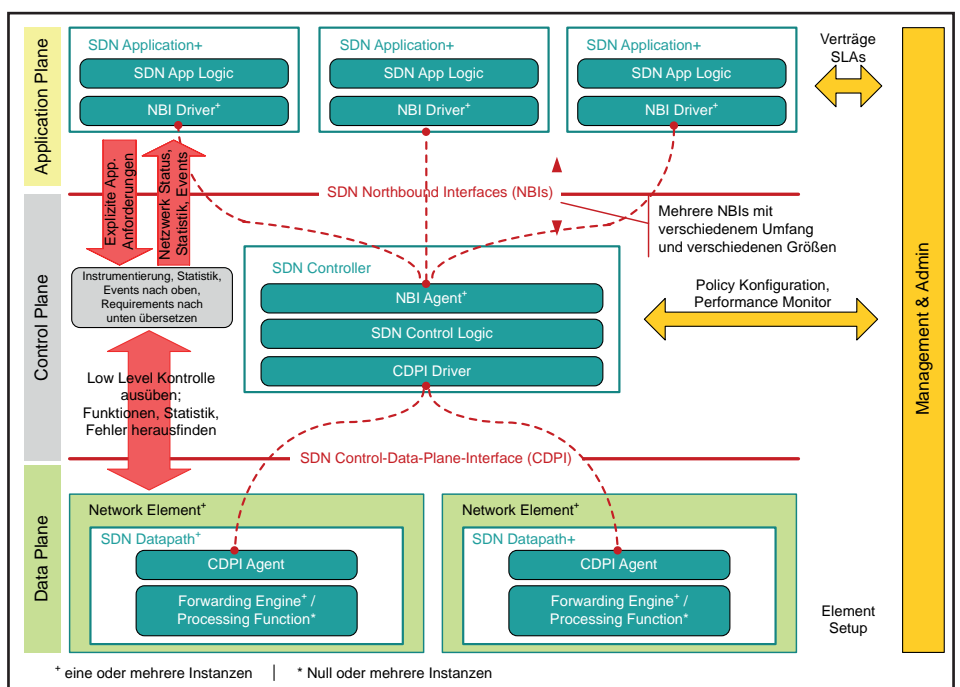 Application Plane
SDN Application+
SDN App Logic
NBI Driver+
SDN Application+
SDN App Logic
NBI Driver+
SDN Application+
SDN App Logic
NBI Driver+
Verträge
SLAs
Explizite App.
Anforderungen
Netzwerk Status,
Statistik, Events
SDN Northbound Interfaces (NBIs)
Mehrere NBIs mit
verschiedenem Umfang
und verschiedenen Größen
Control Plane
Instrumentierung, Statistik,
Events nach oben,
Requirements nach
unten übersetzen
SDN Controller
NBI Agent+
SDN Control Logic
CDPI Driver
Policy Konfiguration,
Performance Monitor
Management & Admin
Low Level Kontrolle
ausüben;
Funktionen, Statistik,
Fehler herausfinden
SDN Control-Data-Plane-Interface (CDPI)
Data Plane
Network Element+
SDN Datapath+
CDPI Agent
Forwarding Engine+ /
Processing Function*
Network Element+
SDN Datapath+
CDPI Agent
Forwarding Engine+ /
Processing Function*
Element
Setup
+ eine oder mehrere Instanzen | * Null oder mehrere Instanzen